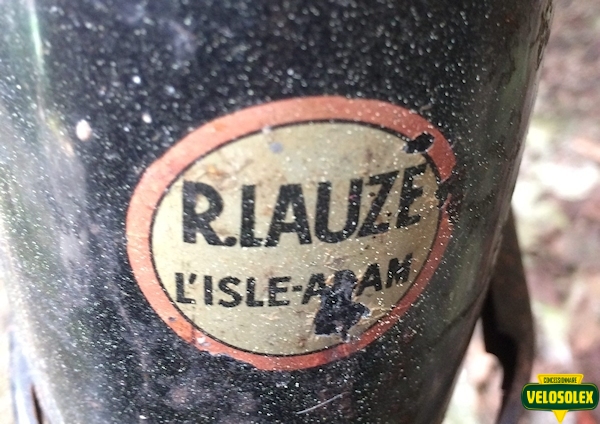 R.LAUZÉ
L'ISLE-ADAM
CONCESSIONNAIRE
VELOSOLEX